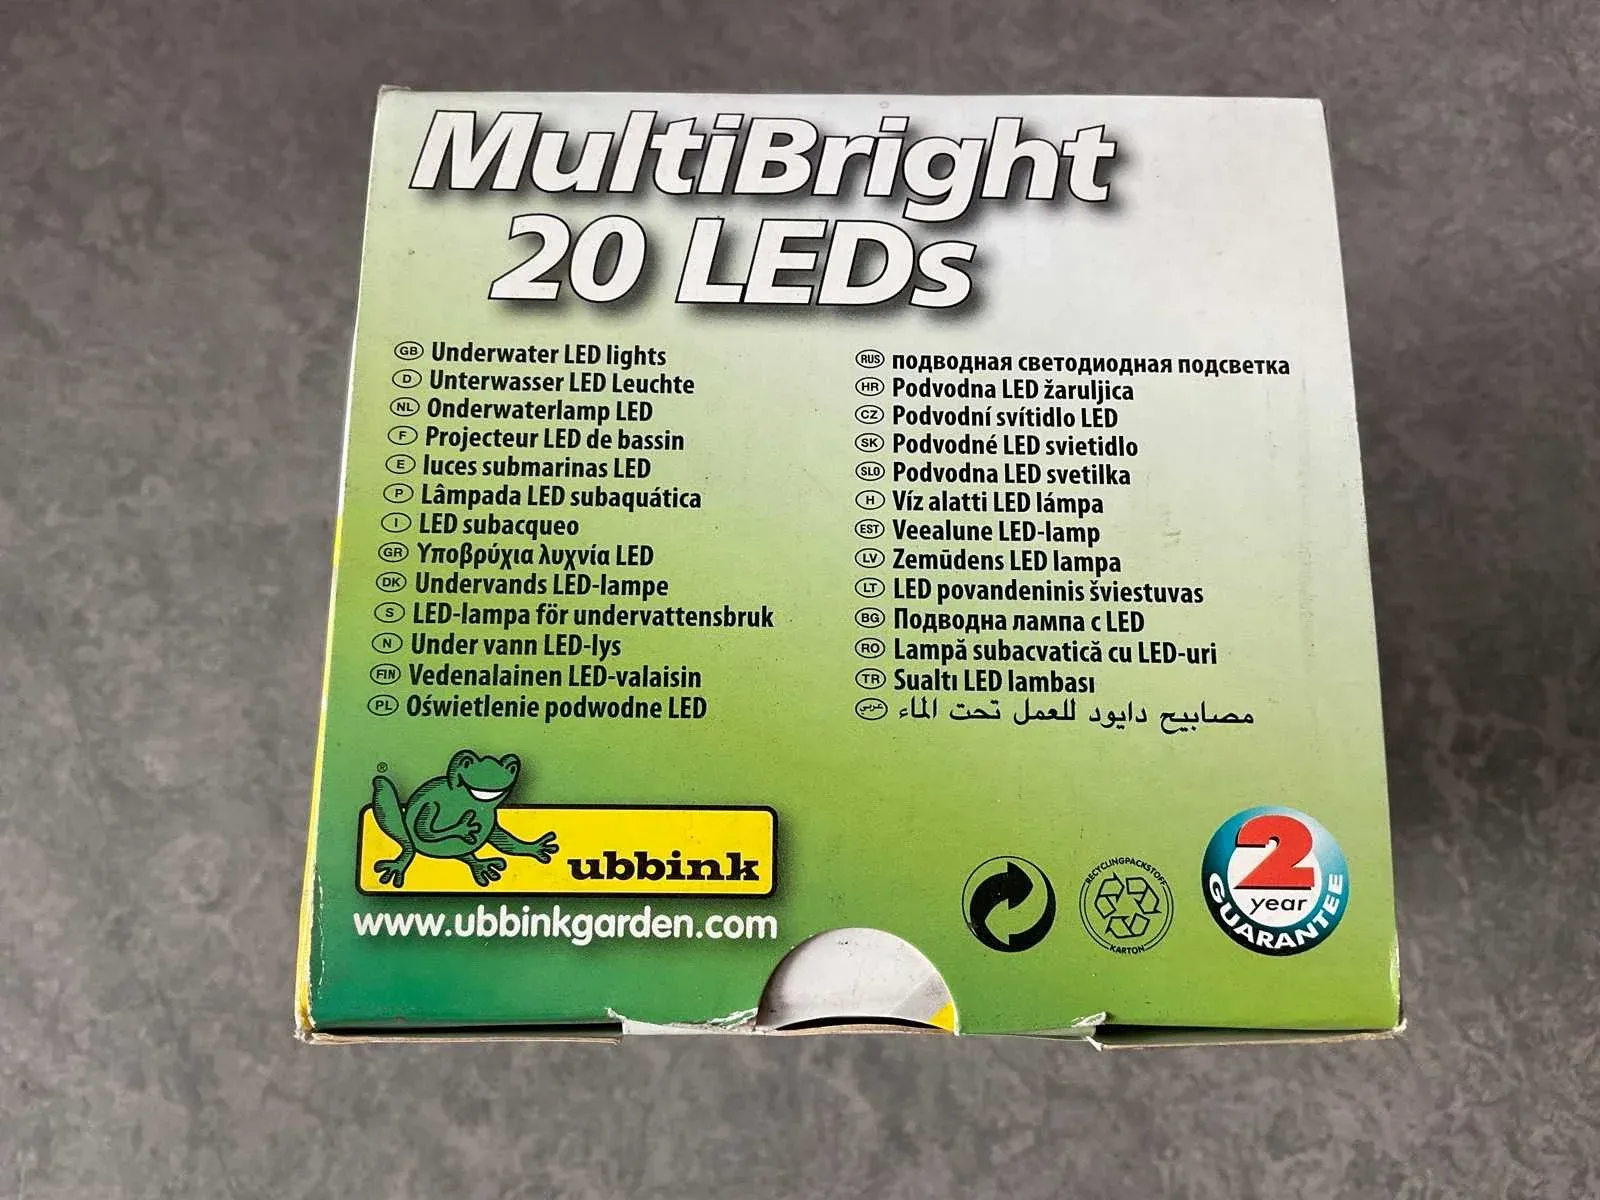 MultiBright
20 LEDs
GB Underwater LED lights
D Unterwasser LED Leuchte
NL Onderwaterlamp LED
F Projecteur LED de bassin
E luces submarinas LED
P Lâmpada LED subaquática
I LED subacqueo
GR Υποβρύχια λυχνία LED
DK Undervands LED-lampe
S LED-lampa för undervattensbruk
N Under vann LED-lys
FIN Vedenalainen LED-valaisin
PL Oświetlenie podwodne LED
RUS подводная светодиодная подсветка
HR Podvodna LED žaruljica
CZ Podvodní svítidlo LED
SK Podvodné LED svietidlo
SLO Podvodna LED svetilka
H Víz alatti LED lámpa
EST Veealune LED-lamp
LV Zemūdens LED lampa
LT LED povandeninis šviestuvas
BG Подводна лампа с LED
RO Lampă subacvatică cu LED-uri
TR Sualtı LED lambası
عربي مصابيح دايود للعمل تحت الماء
®
ubbink
www.ubbinkgarden.com
RECYCLINGPACKSTOFF
KARTON
2
year
GUARANTEE